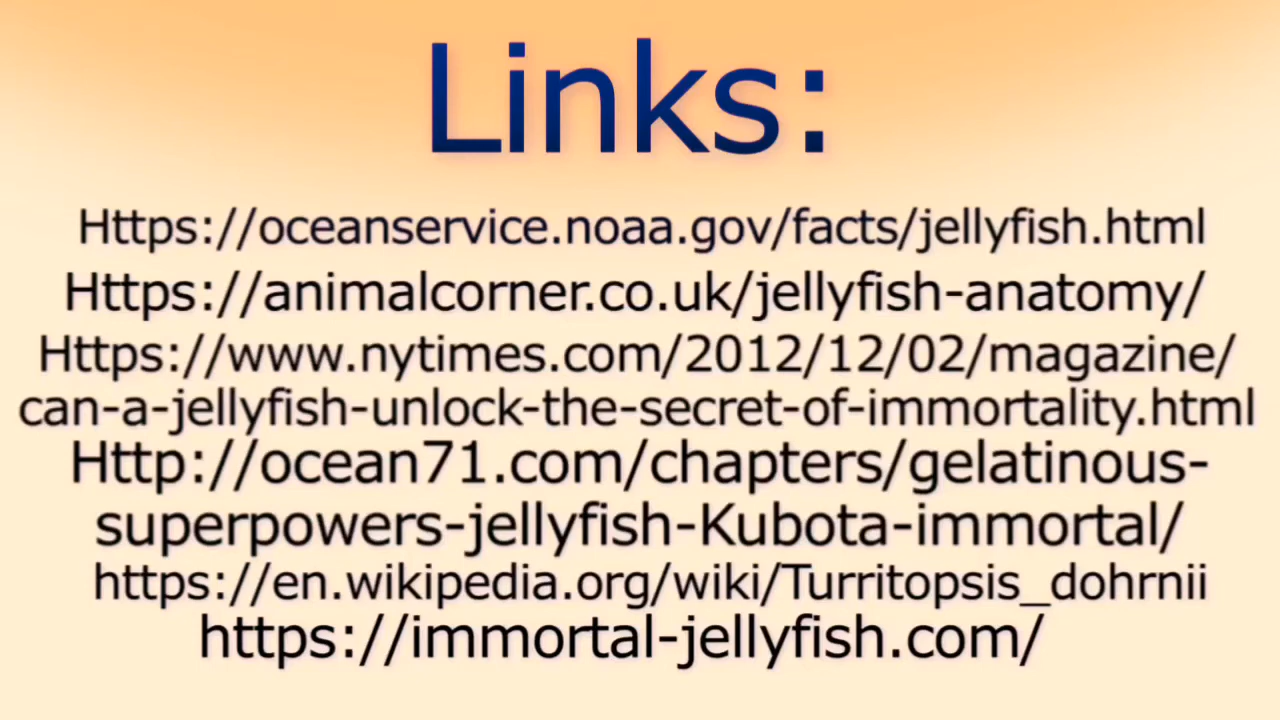 Links:
Https://oceanservice.noaa.gov/facts/jellyfish.html
Https://animalcorner.co.uk/jellyfish-anatomy/
Https://www.nytimes.com/2012/12/02/magazine/
can-a-jellyfish-unlock-the-secret-of-immortality.html
Http://ocean71.com/chapters/gelatinous-
superpowers-jellyfish-Kubota-immortal/
https://en.wikipedia.org/wiki/Turritopsis_dohrnii
https://immortal-jellyfish.com/